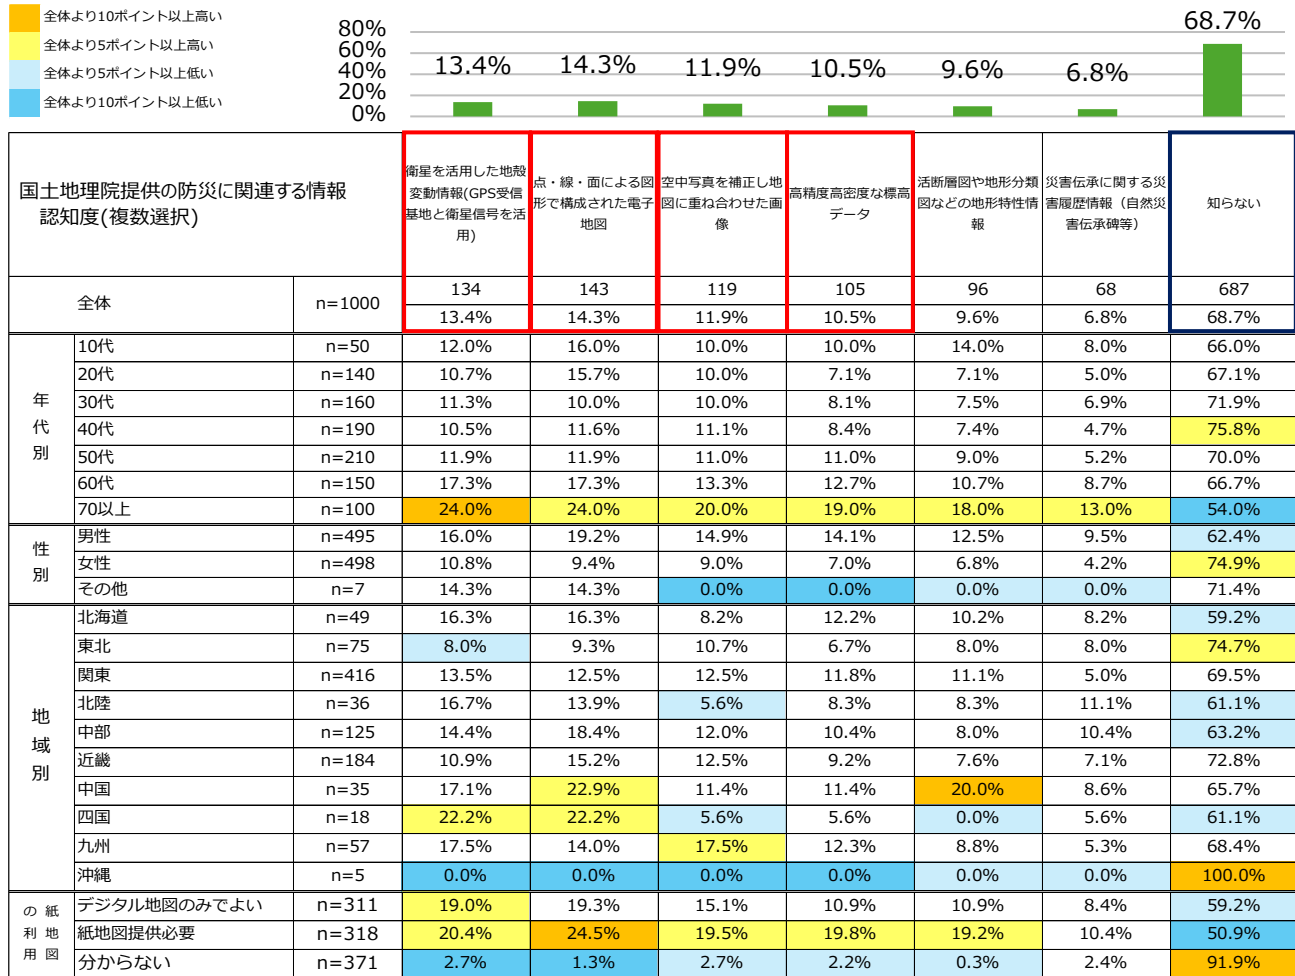 全体より10ポイント以上高い
全体より5ポイント以上高い
全体より5ポイント以上低い
全体より10ポイント以上低い
80%
60%
40%
20%
0%
13.4% 14.3% 11.9% 10.5% 9.6% 6.8% 68.7%
国土地理院提供の防災に関連する情報
認知度(複数選択)
衛星を活用した地殻
変動情報(GPS受信
基地と衛星信号を活
用)
点・線・面による図
形で構成された電子
地図
空中写真を補正し地
図に重ね合わせた画
像
高精度高密度な標高
データ
活断層図や地形分類
図などの地形特性情
報
災害伝承に関する災
害履歴情報（自然災
害伝承碑等）
知らない
全体 n=1000 134 143 119 105 96 68 687
13.4% 14.3% 11.9% 10.5% 9.6% 6.8% 68.7%
年代別
10代 n=50 12.0% 16.0% 10.0% 10.0% 14.0% 8.0% 66.0%
20代 n=140 10.7% 15.7% 10.0% 7.1% 7.1% 5.0% 67.1%
30代 n=160 11.3% 10.0% 10.0% 8.1% 7.5% 6.9% 71.9%
40代 n=190 10.5% 11.6% 11.1% 8.4% 7.4% 4.7% 75.8%
50代 n=210 11.9% 11.9% 11.0% 11.0% 9.0% 5.2% 70.0%
60代 n=150 17.3% 17.3% 13.3% 12.7% 10.7% 8.7% 66.7%
70以上 n=100 24.0% 24.0% 20.0% 19.0% 18.0% 13.0% 54.0%
性別
男性 n=495 16.0% 19.2% 14.9% 14.1% 12.5% 9.5% 62.4%
女性 n=498 10.8% 9.4% 9.0% 7.0% 6.8% 4.2% 74.9%
その他 n=7 14.3% 14.3% 0.0% 0.0% 0.0% 0.0% 71.4%
地域別
北海道 n=49 16.3% 16.3% 8.2% 12.2% 10.2% 8.2% 59.2%
東北 n=75 8.0% 9.3% 10.7% 6.7% 8.0% 8.0% 74.7%
関東 n=416 13.5% 12.5% 12.5% 11.8% 11.1% 5.0% 69.5%
北陸 n=36 16.7% 13.9% 5.6% 8.3% 8.3% 11.1% 61.1%
中部 n=125 14.4% 18.4% 12.0% 10.4% 8.0% 10.4% 63.2%
近畿 n=184 10.9% 15.2% 12.5% 9.2% 7.6% 7.1% 72.8%
中国 n=35 17.1% 22.9% 11.4% 11.4% 20.0% 8.6% 65.7%
四国 n=18 22.2% 22.2% 5.6% 5.6% 0.0% 5.6% 61.1%
九州 n=57 17.5% 14.0% 17.5% 12.3% 8.8% 5.3% 68.4%
沖縄 n=5 0.0% 0.0% 0.0% 0.0% 0.0% 0.0% 100.0%
紙地図の利用
デジタル地図のみでよい n=311 19.0% 19.3% 15.1% 10.9% 10.9% 8.4% 59.2%
紙地図提供必要 n=318 20.4% 24.5% 19.5% 19.8% 19.2% 10.4% 50.9%
分からない n=371 2.7% 1.3% 2.7% 2.2% 0.3% 2.4% 91.9%